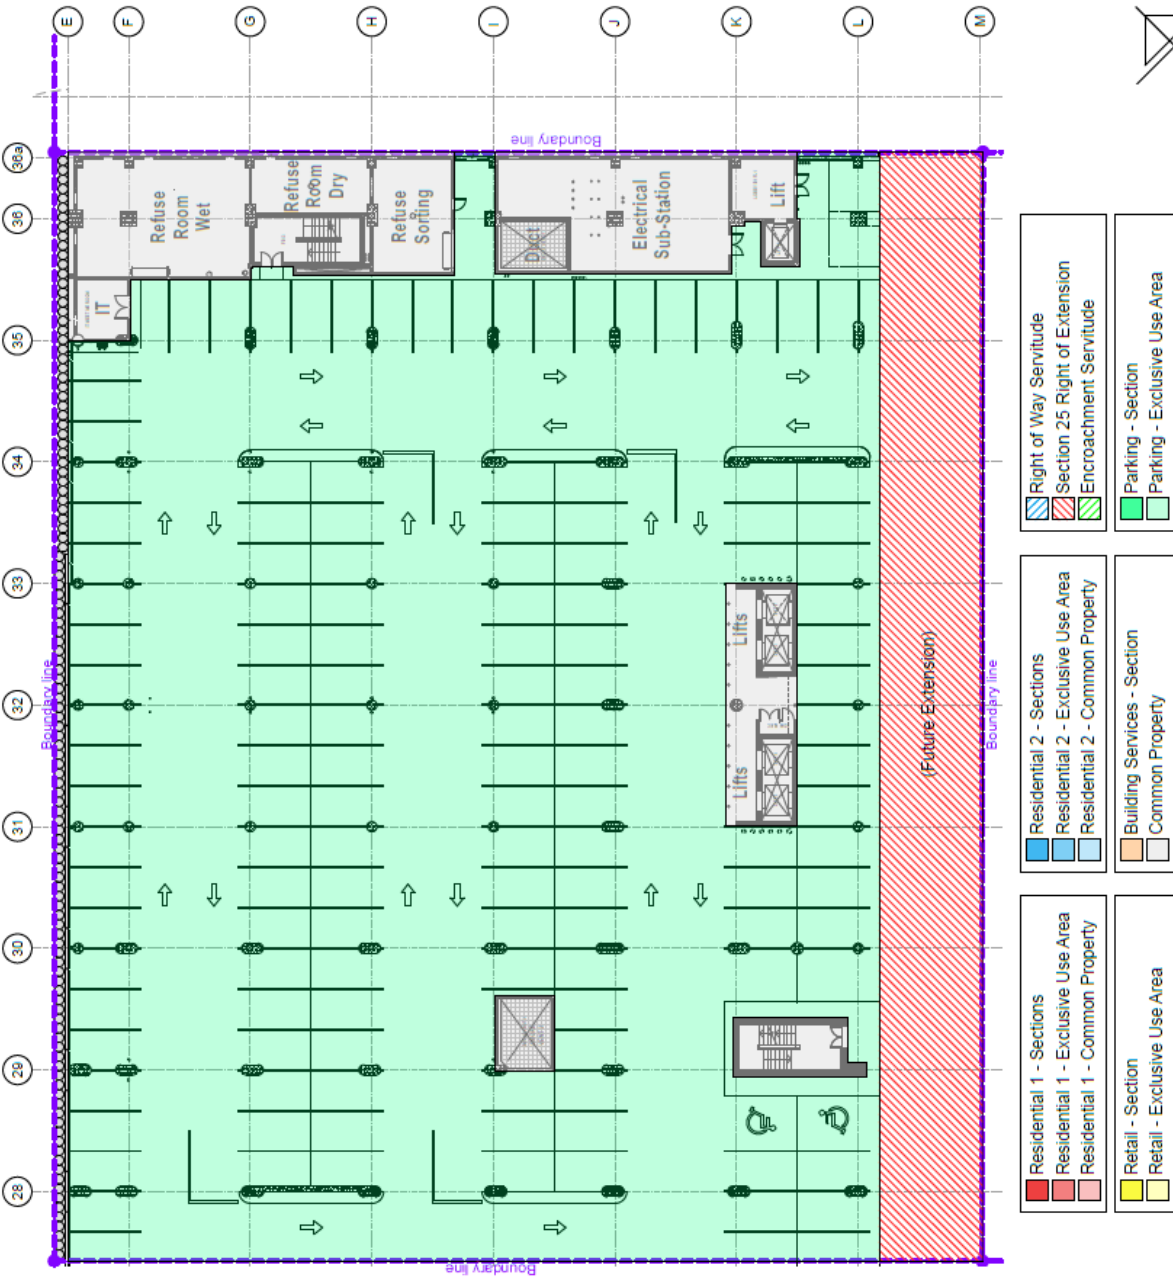 E
F
G
H
I
J
K
L
M
36a
36
35
34
33
32
31
30
29
28
Boundary line
Boundary line
Boundary line
Boundary line
Refuse
Room
Wet
Refuse
Room
Dry
Refuse
Sorting
Duct
Electrical
Sub-Station
Lift
IT
Lifts
Lifts
(Future Extension)
Right of Way Servitude
Section 25 Right of Extension
Encroachment Servitude
Parking - Section
Parking - Exclusive Use Area
Residential 2 - Sections
Residential 2 - Exclusive Use Area
Residential 2 - Common Property
Building Services - Section
Common Property
Residential 1 - Sections
Residential 1 - Exclusive Use Area
Residential 1 - Common Property
Retail - Section
Retail - Exclusive Use Area